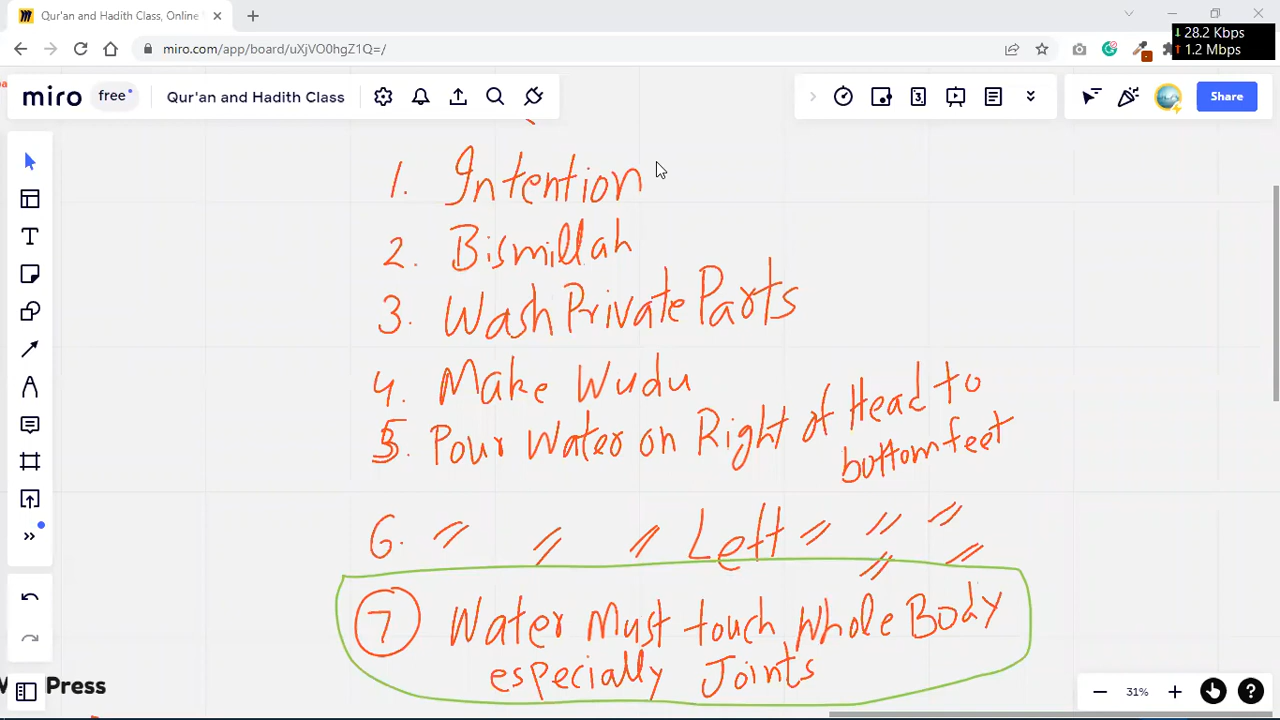 Qur'an and Hadith Class, Online
28.2 Kbps
1.2 Mbps
miro.com/app/board/uXjVO0hgZ1Q=/
miro free Qur'an and Hadith Class
Share
1. Intention
2. Bismillah
3. Wash Private Parts
4. Make Wudu
5. Pour Water on Right of Head to
bottom feet
6. 〃 〃 〃 Left 〃 〃 〃
〃 〃
7 Water Must touch Whole Body
especially Joints
Press
31%